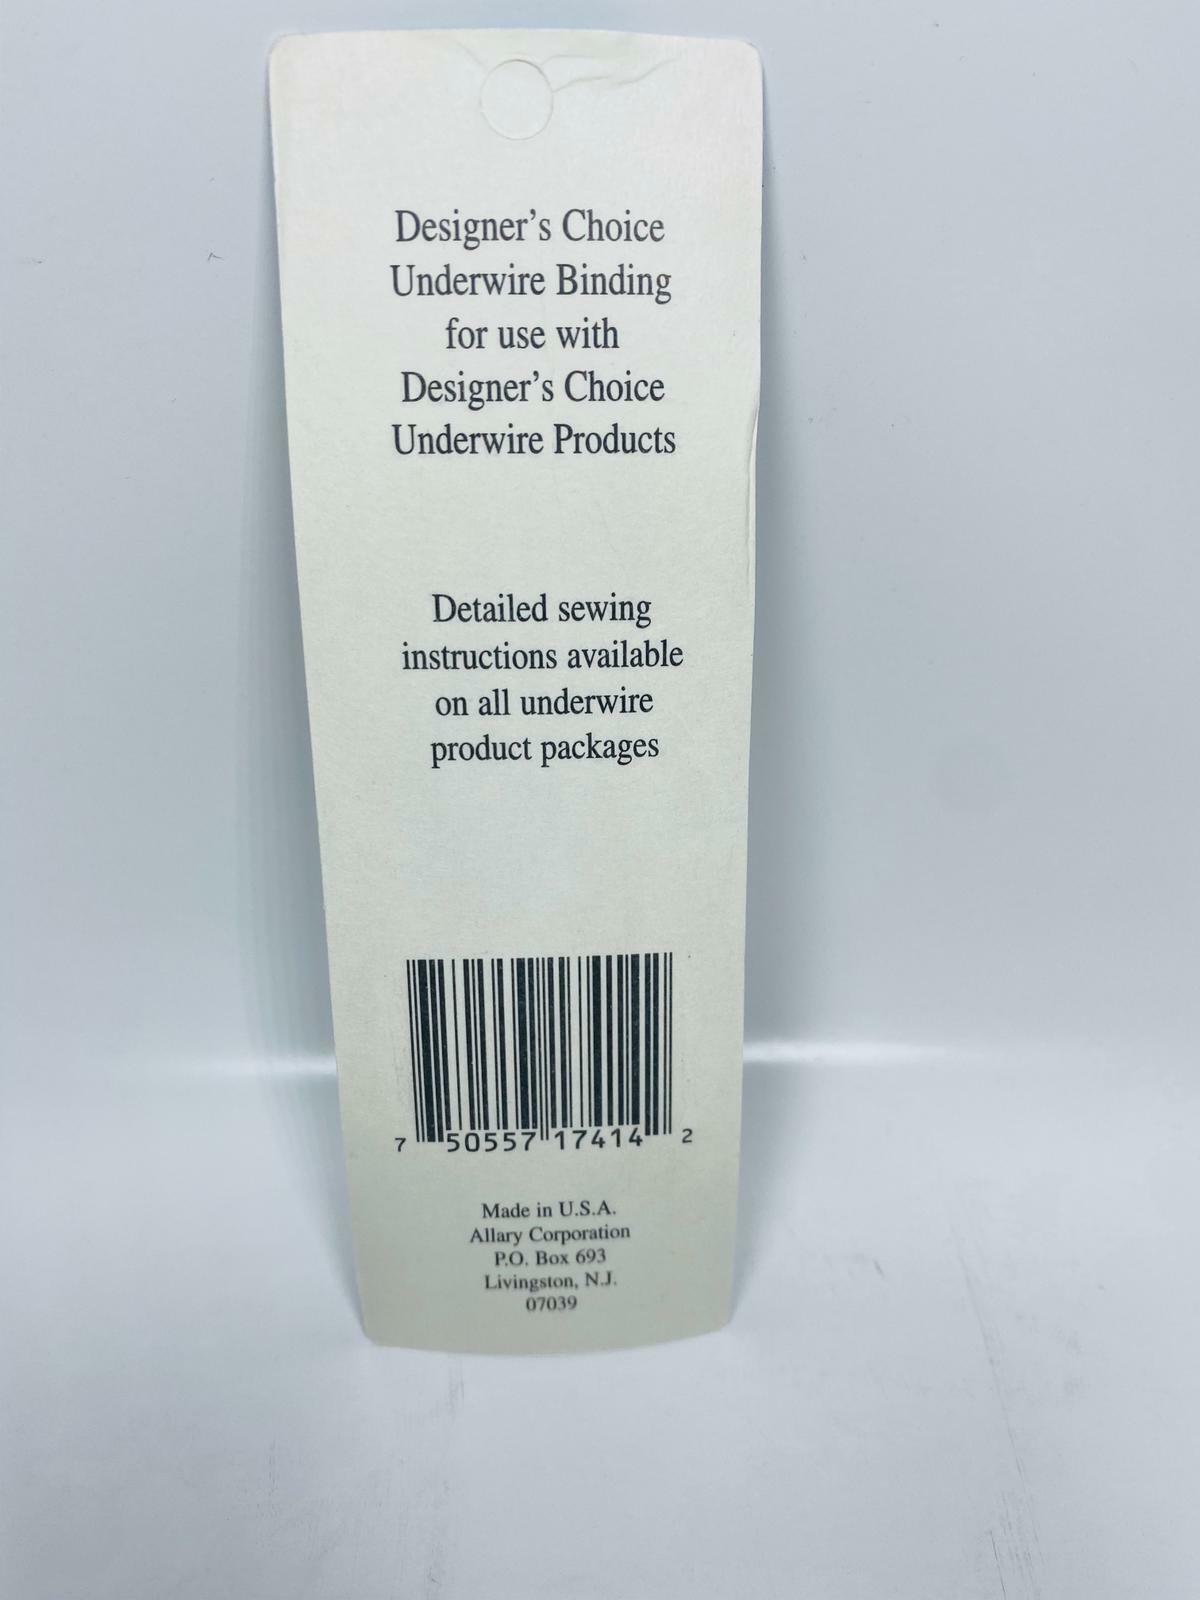 Designer's Choice
Underwire Binding
for use with
Designer's Choice
Underwire Products
Detailed sewing
instructions available
on all underwire
product packages
7 50557 17414 2
Made in U.S.A.
Allary Corporation
P.O. Box 693
Livingston, N.J.
07039